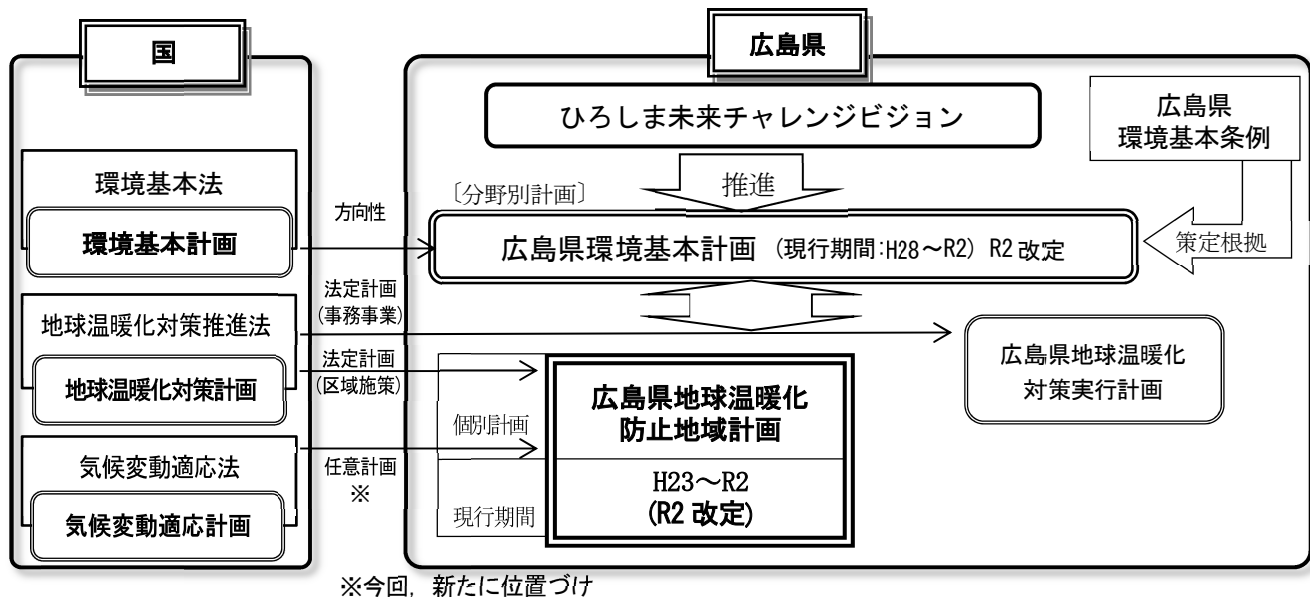 国
環境基本法
環境基本計画
地球温暖化対策推進法
地球温暖化対策計画
気候変動適応法
気候変動適応計画
方向性
法定計画
(事務事業)
法定計画
(区域施策)
任意計画
※
広島県
ひろしま未来チャレンジビジョン
広島県
環境基本条例
推進
〔分野別計画〕
策定根拠
広島県環境基本計画 (現行期間:H28～R2) R2 改定
広島県地球温暖化
対策実行計画
個別計画
広島県地球温暖化
防止地域計画
現行期間
H23～R2
(R2 改定)
※今回，新たに位置づけ